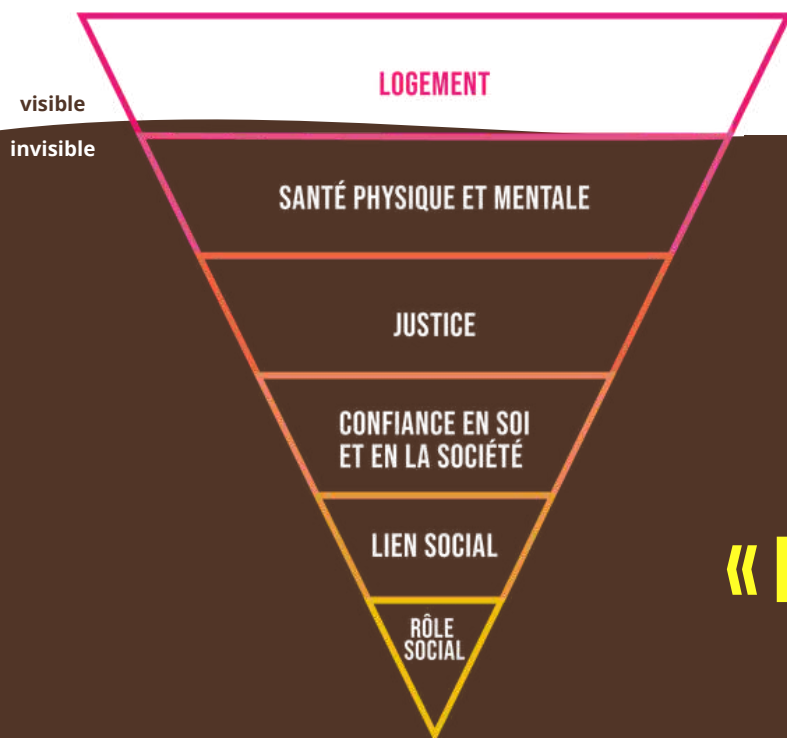 LOGEMENT
visible
invisible
SANTÉ PHYSIQUE ET MENTALE
JUSTICE
CONFIANCE EN SOI
ET EN LA SOCIÉTÉ
LIEN SOCIAL
RÔLE
SOCIAL
«